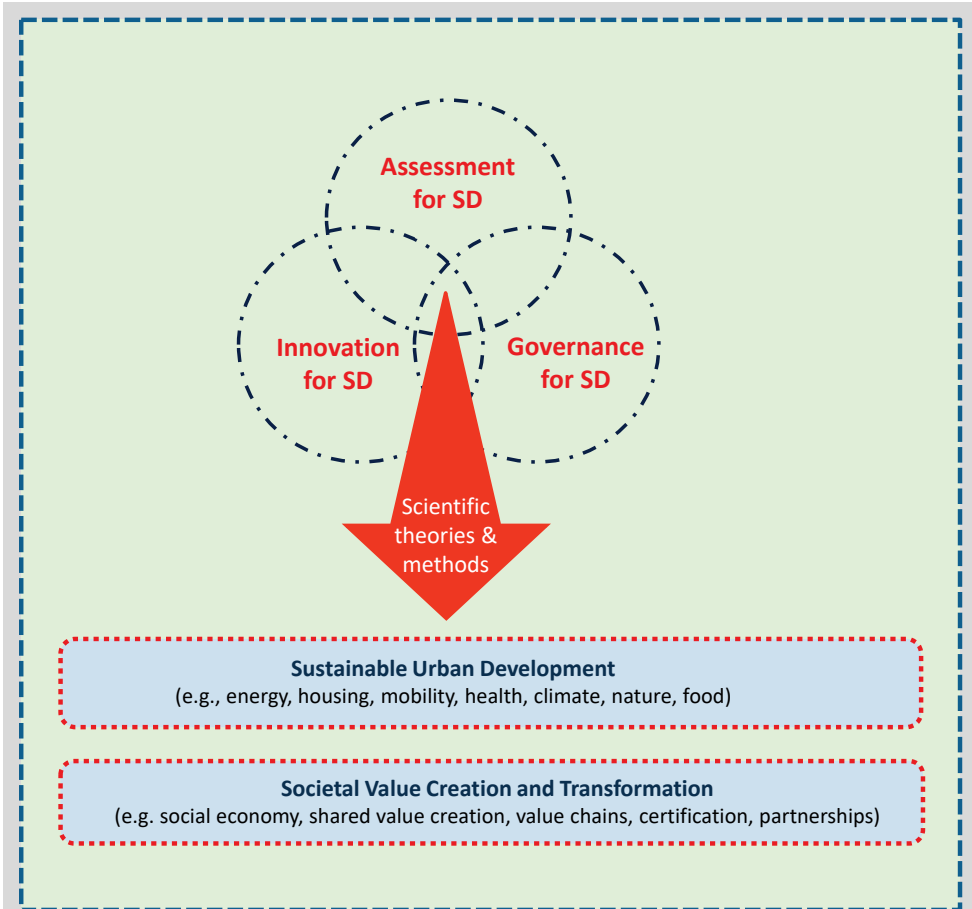 Assessment
for SD
Innovation
for SD
Governance
for SD
Scientific
theories &
methods
Sustainable Urban Development
(e.g., energy, housing, mobility, health, climate, nature, food)
Societal Value Creation and Transformation
(e.g. social economy, shared value creation, value chains, certification, partnerships)